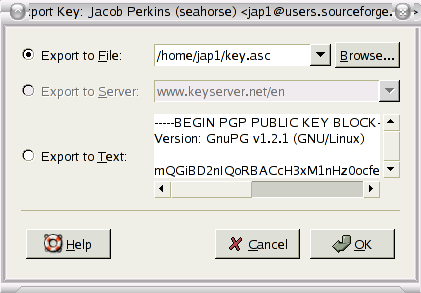 :port Key: Jacob Perkins (seahorse) <jap1@users.sourceforge.
Export to File: /home/jap1/key.asc Browse...
Export to Server: www.keyserver.net/en
-----BEGIN PGP PUBLIC KEY BLOCK-
Version: GnuPG v1.2.1 (GNU/Linux)
Export to Text:
mQGiBD2nIQoRBACcH3xM1nHz0ocfe
Help Cancel OK